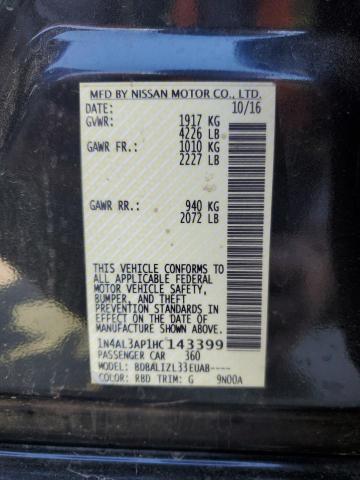 MFD BY NISSAN MOTOR CO., LTD.
DATE: 10/16
GVWR: 1917 KG
4226 LB
GAWR FR.: 1010 KG
2227 LB
GAWR RR.: 940 KG
2072 LB
THIS VEHICLE CONFORMS TO
ALL APPLICABLE FEDERAL
MOTOR VEHICLE SAFETY,
BUMPER, AND THEFT
PREVENTION STANDARDS IN
EFFECT ON THE DATE OF
MANUFACTURE SHOWN ABOVE.
1N4AL3AP1HC143399
PASSENGER CAR 360
MODEL: BDBALIZL33EUA8----
COLOR: RBD TRIM: G 9N00A